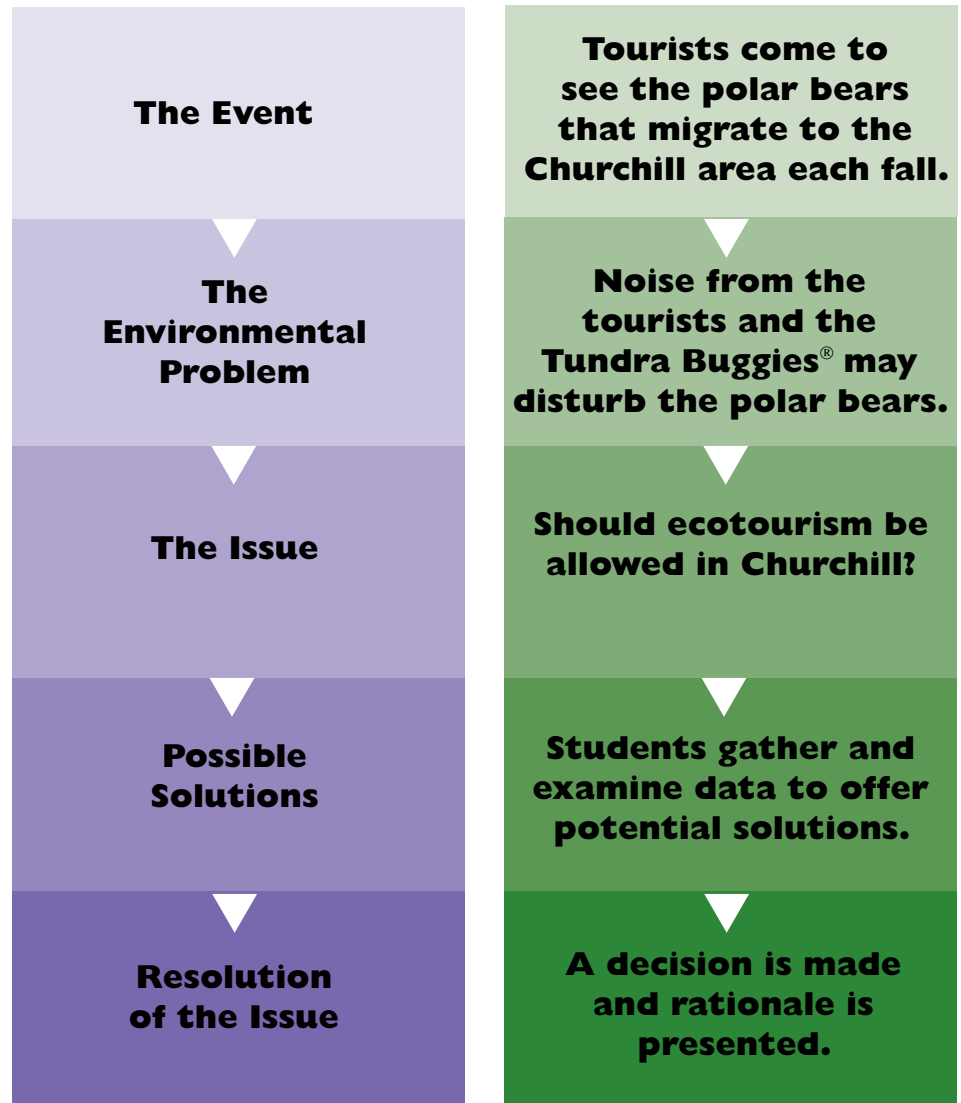 The Event
Tourists come to
see the polar bears
that migrate to the
Churchill area each fall.
The
Environmental
Problem
Noise from the
tourists and the
Tundra Buggies® may
disturb the polar bears.
The Issue
Should ecotourism be
allowed in Churchill?
Possible
Solutions
Students gather and
examine data to offer
potential solutions.
Resolution
of the Issue
A decision is made
and rationale is
presented.